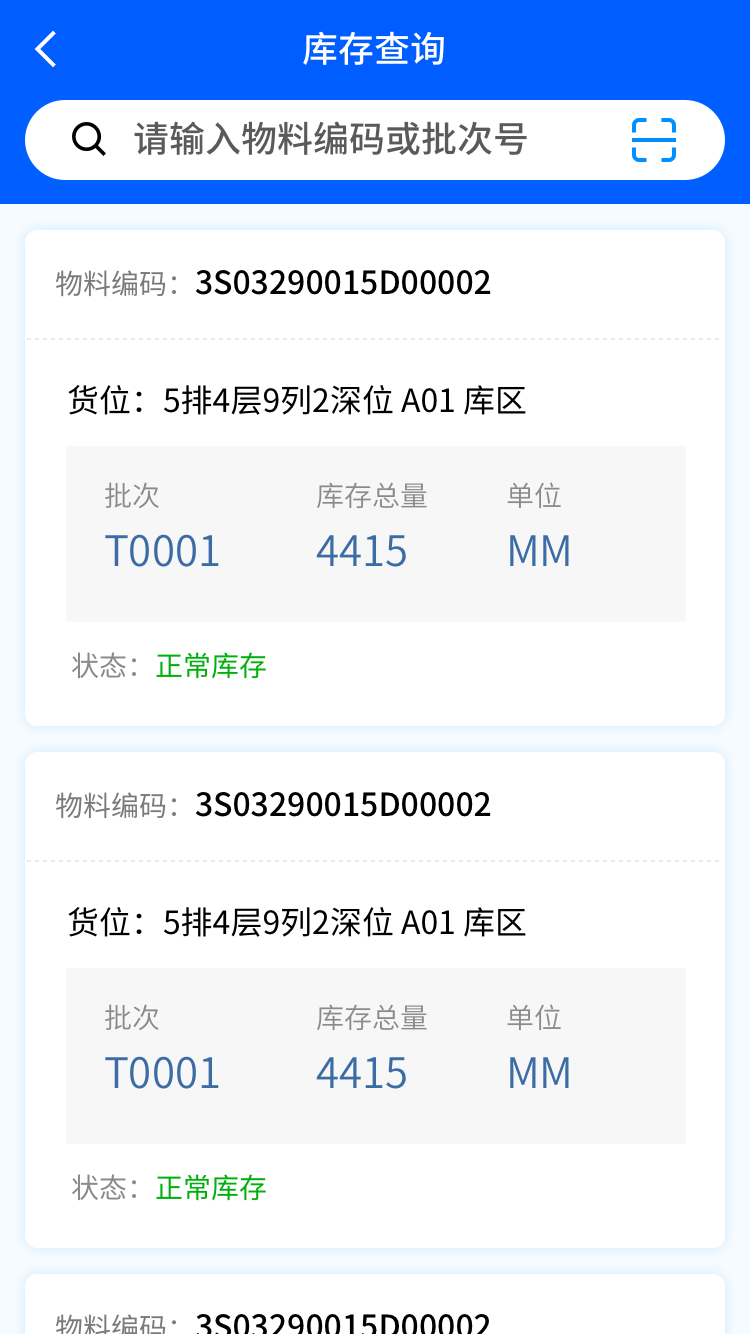 库存查询
请输入物料编码或批次号
物料编码：3S03290015D00002
货位：5排4层9列2深位 A01 库区
批次 库存总量 单位
T0001 4415 MM
状态：正常库存
物料编码：3S03290015D00002
货位：5排4层9列2深位 A01 库区
批次 库存总量 单位
T0001 4415 MM
状态：正常库存
物料编码：3S03290015D00002